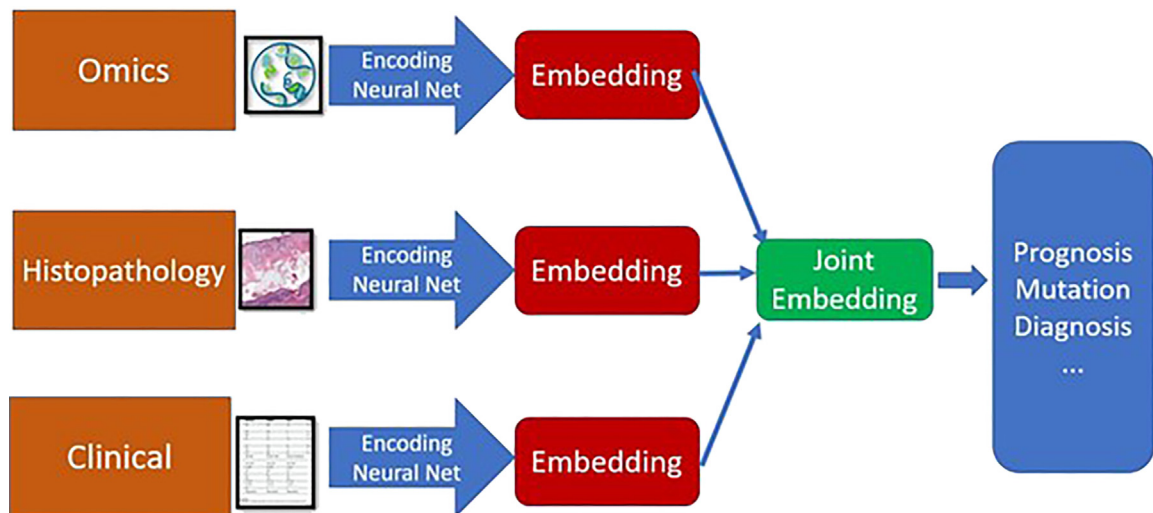 Omics
Encoding
Neural Net
Embedding
Histopathology
Encoding
Neural Net
Embedding
Joint
Embedding
Prognosis
Mutation
Diagnosis
...
Clinical
Encoding
Neural Net
Embedding